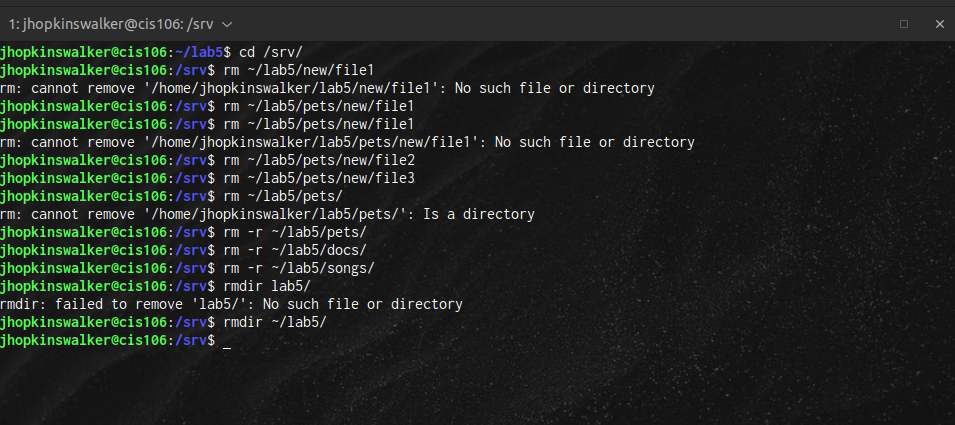 1: jhopkinswalker@cis106: /srv
jhopkinswalker@cis106:~/lab5$ cd /srv/
jhopkinswalker@cis106:/srv$ rm ~/lab5/new/file1
rm: cannot remove '/home/jhopkinswalker/lab5/new/file1': No such file or directory
jhopkinswalker@cis106:/srv$ rm ~/lab5/pets/new/file1
jhopkinswalker@cis106:/srv$ rm ~/lab5/pets/new/file1
rm: cannot remove '/home/jhopkinswalker/lab5/pets/new/file1': No such file or directory
jhopkinswalker@cis106:/srv$ rm ~/lab5/pets/new/file2
jhopkinswalker@cis106:/srv$ rm ~/lab5/pets/new/file3
jhopkinswalker@cis106:/srv$ rm ~/lab5/pets/
rm: cannot remove '/home/jhopkinswalker/lab5/pets/': Is a directory
jhopkinswalker@cis106:/srv$ rm -r ~/lab5/pets/
jhopkinswalker@cis106:/srv$ rm -r ~/lab5/docs/
jhopkinswalker@cis106:/srv$ rm -r ~/lab5/songs/
jhopkinswalker@cis106:/srv$ rmdir lab5/
rmdir: failed to remove 'lab5/': No such file or directory
jhopkinswalker@cis106:/srv$ rmdir ~/lab5/
jhopkinswalker@cis106:/srv$ _